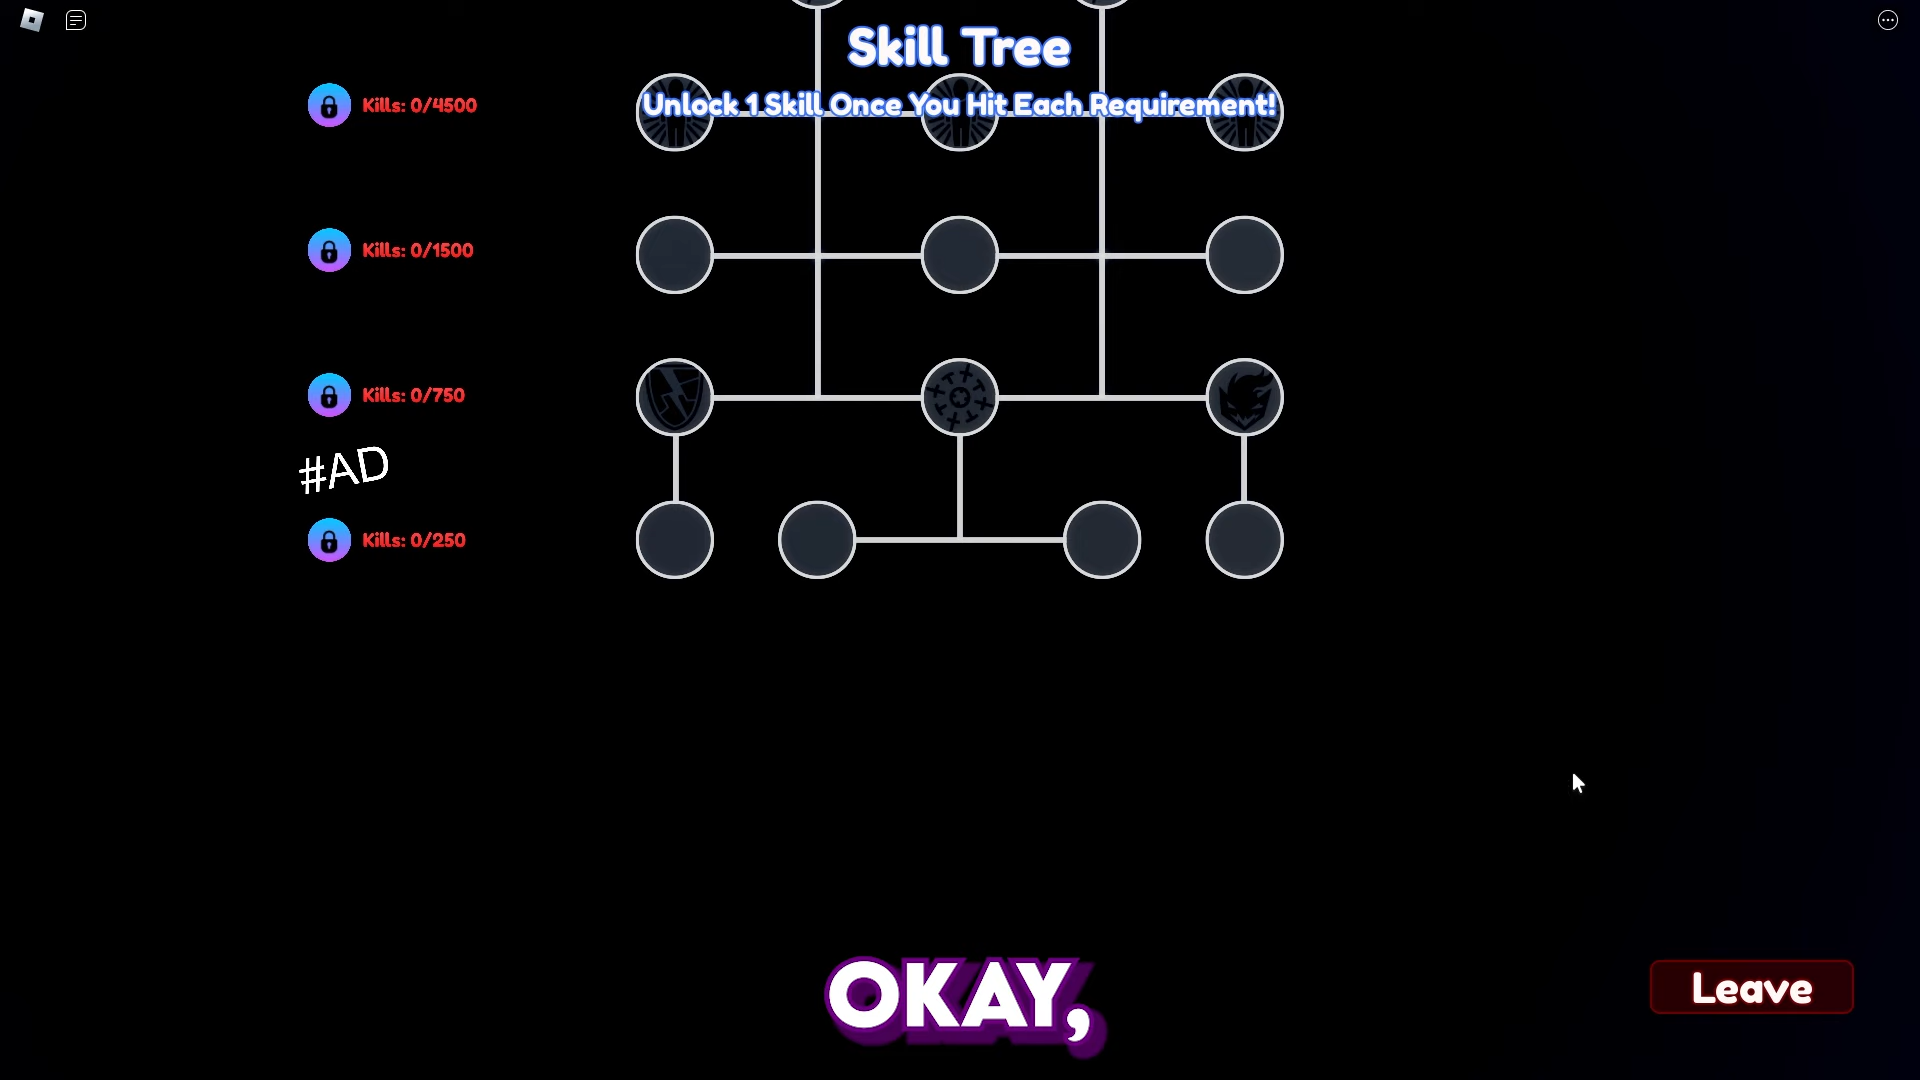 Skill Tree
Unlock 1 Skill Once You Hit Each Requirement!
Kills: 0/4500
Kills: 0/1500
Kills: 0/750
#AD
Kills: 0/250
OKAY,
Leave